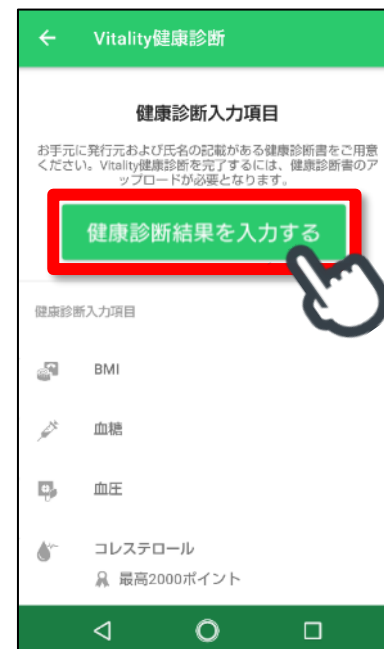 Vitality健康診断
健康診断入力項目
お手元に発行元および氏名の記載がある健康診断書をご用意
ください。Vitality健康診断を完了するには、健康診断書のア
ップロードが必要となります。
健康診断結果を入力する
健康診断入力項目
BMI
血糖
血圧
コレステロール
最高2000ポイント